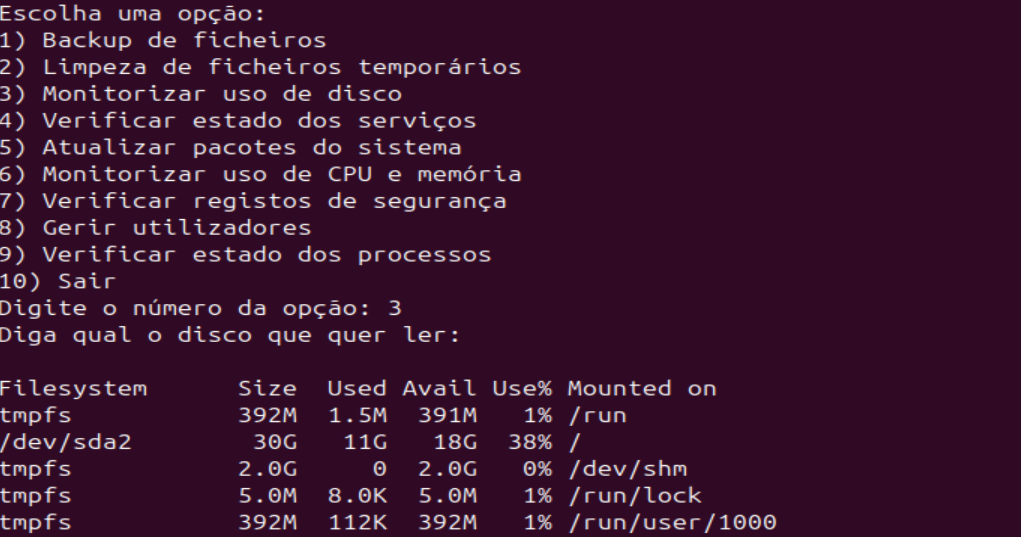 Escolha uma opção:
1) Backup de ficheiros
2) Limpeza de ficheiros temporários
3) Monitorizar uso de disco
4) Verificar estado dos serviços
5) Atualizar pacotes do sistema
6) Monitorizar uso de CPU e memória
7) Verificar registos de segurança
8) Gerir utilizadores
9) Verificar estado dos processos
10) Sair
Digite o número da opção: 3
Diga qual o disco que quer ler:
Filesystem      Size  Used Avail Use% Mounted on
tmpfs           392M  1.5M  391M   1% /run
/dev/sda2        30G   11G   18G  38% /
tmpfs           2.0G     0  2.0G   0% /dev/shm
tmpfs           5.0M  8.0K  5.0M   1% /run/lock
tmpfs           392M  112K  392M   1% /run/user/1000